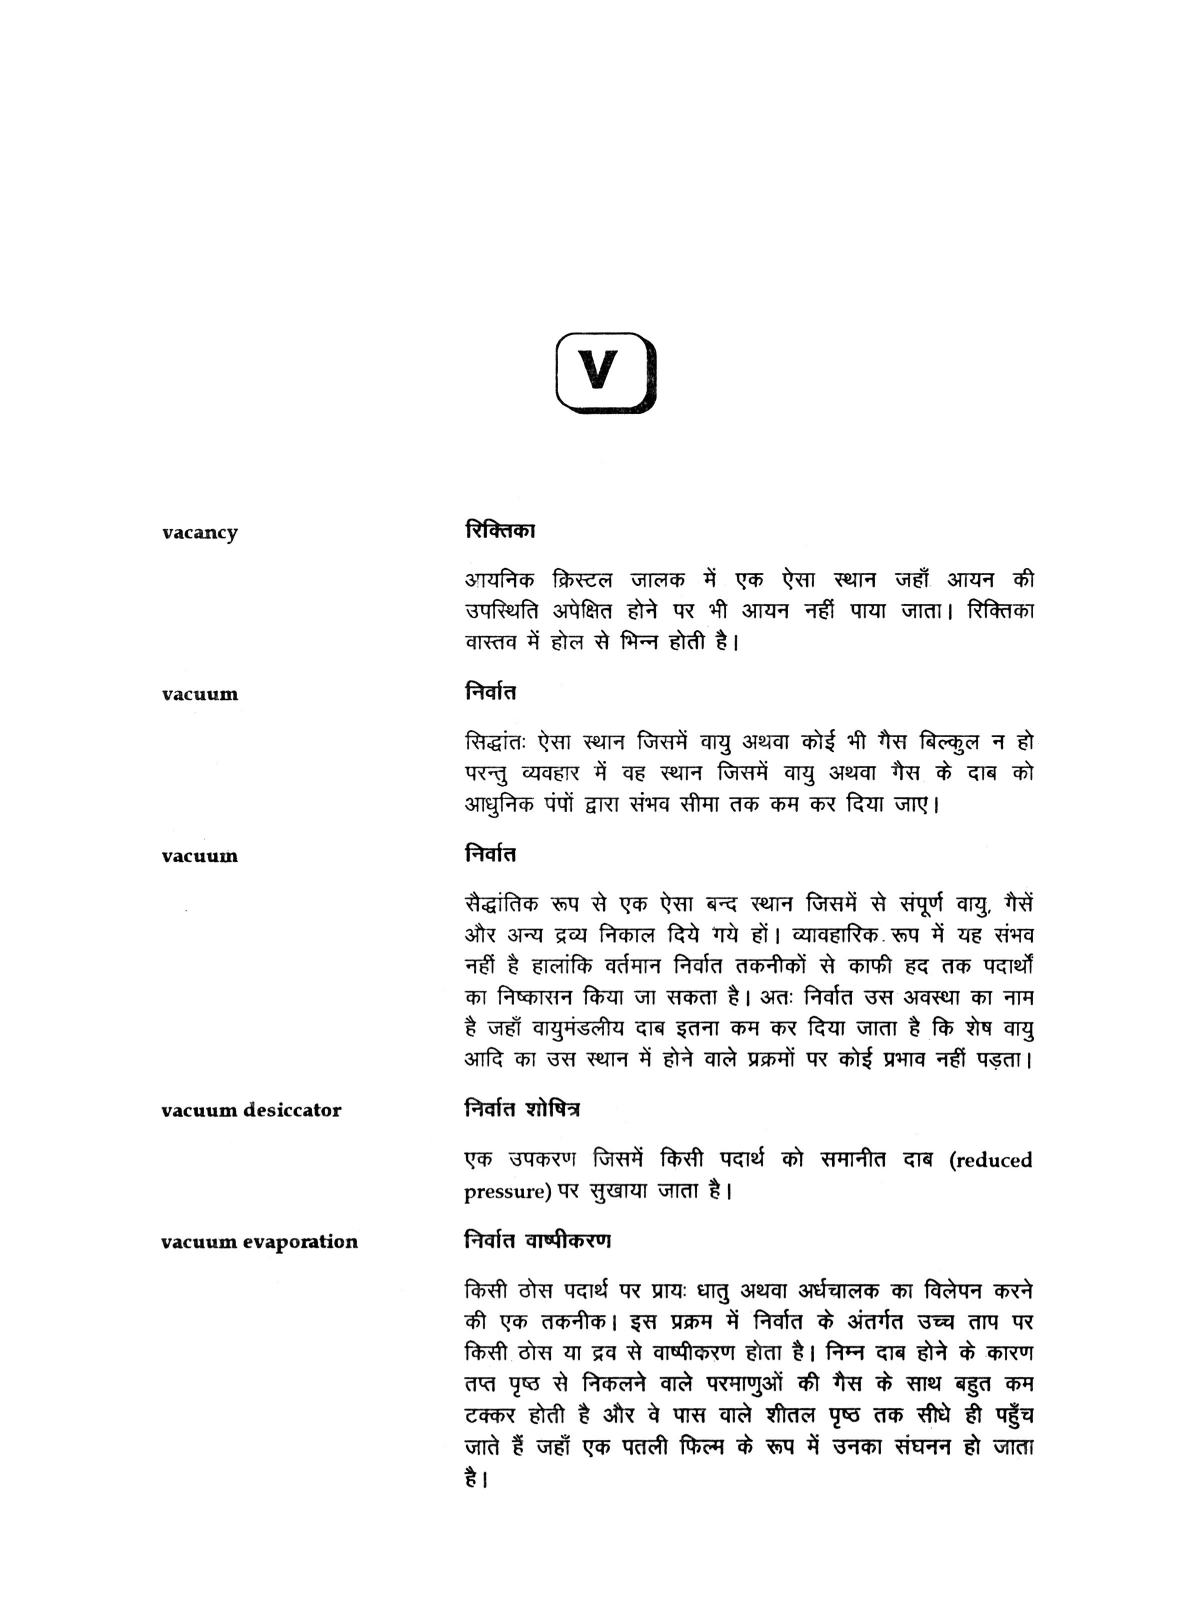 V
vacancy रिक्तिका
आयनिक क्रिस्टल जालक में एक ऐसा स्थान जहाँ आयन की
उपस्थिति अपेक्षित होने पर भी आयन नहीं पाया जाता। रिक्तिका
वास्तव में होल से भिन्न होती है।
vacuum निर्वात
सिद्धांतः ऐसा स्थान जिसमें वायु अथवा कोई भी गैस बिल्कुल न हो
परन्तु व्यवहार में वह स्थान जिसमें वायु अथवा गैस के दाब को
आधुनिक पंपों द्वारा संभव सीमा तक कम कर दिया जाए।
vacuum निर्वात
सैद्धांतिक रूप से एक ऐसा बन्द स्थान जिसमें से संपूर्ण वायु, गैसें
और अन्य द्रव्य निकाल दिये गये हों। व्यावहारिक रूप में यह संभव
नहीं है हालांकि वर्तमान निर्वात तकनीकों से काफी हद तक पदार्थों
का निष्कासन किया जा सकता है। अतः निर्वात उस अवस्था का नाम
है जहाँ वायुमंडलीय दाब इतना कम कर दिया जाता है कि शेष वायु
आदि का उस स्थान में होने वाले प्रक्रमों पर कोई प्रभाव नहीं पड़ता।
vacuum desiccator निर्वात शोषित्र
एक उपकरण जिसमें किसी पदार्थ को समानीत दाब (reduced
pressure) पर सुखाया जाता है।
vacuum evaporation निर्वात वाष्पीकरण
किसी ठोस पदार्थ पर प्रायः धातु अथवा अर्धचालक का विलेपन करने
की एक तकनीक। इस प्रक्रम में निर्वात के अंतर्गत उच्च ताप पर
किसी ठोस या द्रव से वाष्पीकरण होता है। निम्न दाब होने के कारण
तप्त पृष्ठ से निकलने वाले परमाणुओं की गैस के साथ बहुत कम
टक्कर होती है और वे पास वाले शीतल पृष्ठ तक सीधे ही पहुँच
जाते हैं जहाँ एक पतली फिल्म के रूप में उनका संघनन हो जाता
है।